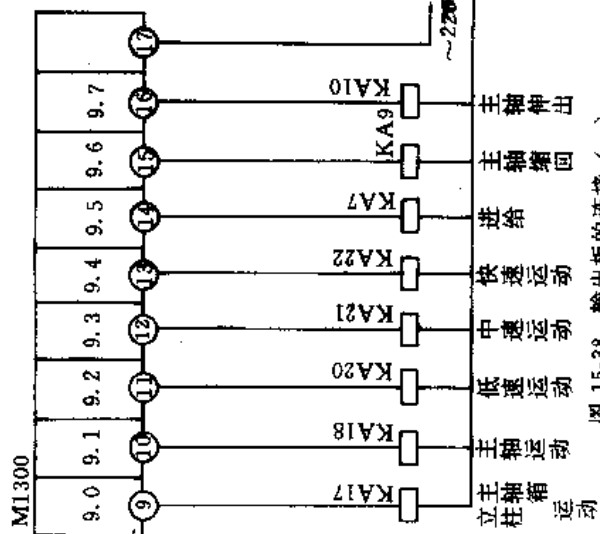 M1300
9.0
9.1
9.2
9.3
9.4
9.5
9.6
9.7
9
10
11
12
13
14
15
16
17
KA17
KA18
KA20
KA21
KA22
KA7
KA9
KA10
主轴箱
立柱
运动
主轴运动
低速运动
中速运动
快速运动
进给
主轴缩回
主轴伸出
图 15-38 输出板的连接